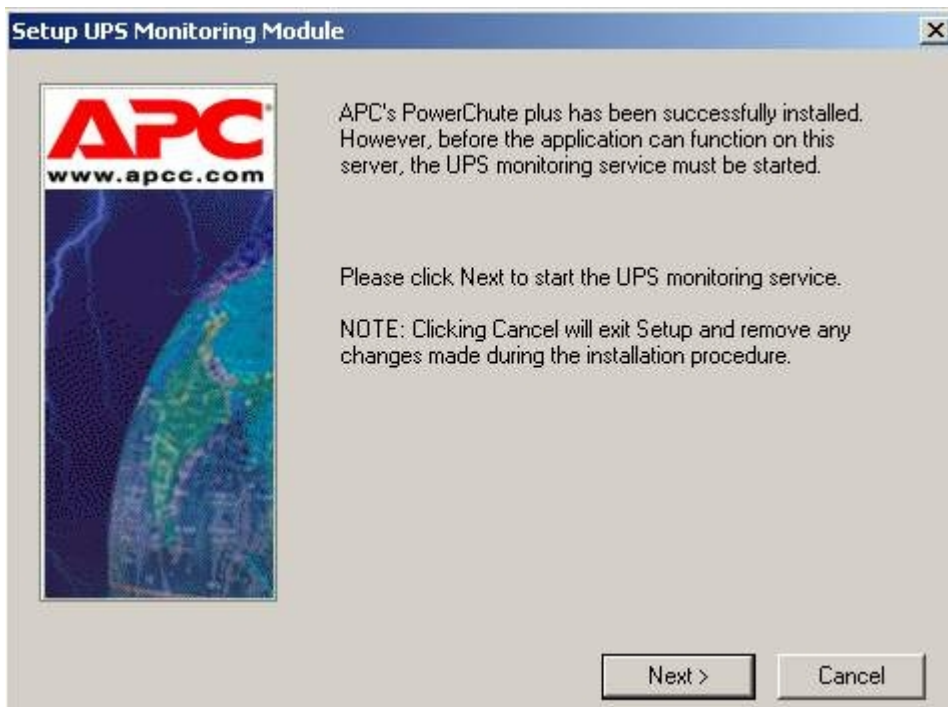 Setup UPS Monitoring Module
APC
www.apcc.com
APC's PowerChute plus has been successfully installed.
However, before the application can function on this
server, the UPS monitoring service must be started.
Please click Next to start the UPS monitoring service.
NOTE: Clicking Cancel will exit Setup and remove any
changes made during the installation procedure.
Next >
Cancel